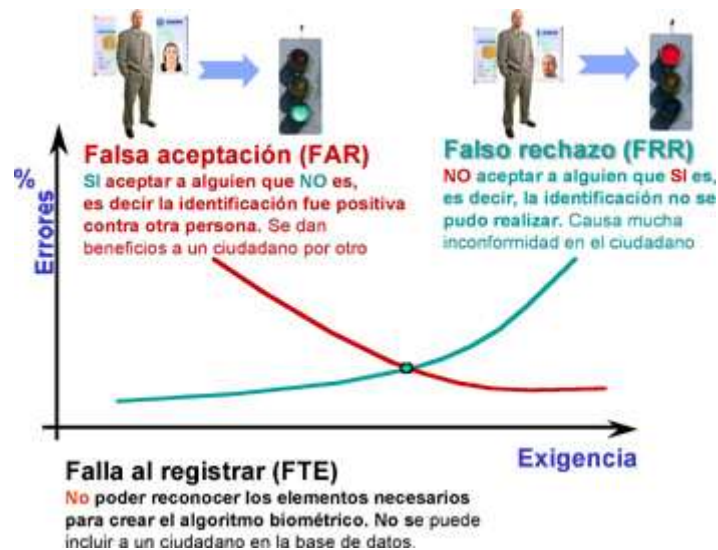 Falsa aceptación (FAR)
SI aceptar a alguien que NO es,
es decir la identificación fue positiva
contra otra persona. Se dan
beneficios a un ciudadano por otro
Falso rechazo (FRR)
NO aceptar a alguien que SI es,
es decir, la identificación no se
pudo realizar. Causa mucha
inconformidad en el ciudadano
%
Errores
Exigencia
Falla al registrar (FTE)
No poder reconocer los elementos necesarios
para crear el algoritmo biométrico. No se puede
incluir a un ciudadano en la base de datos.